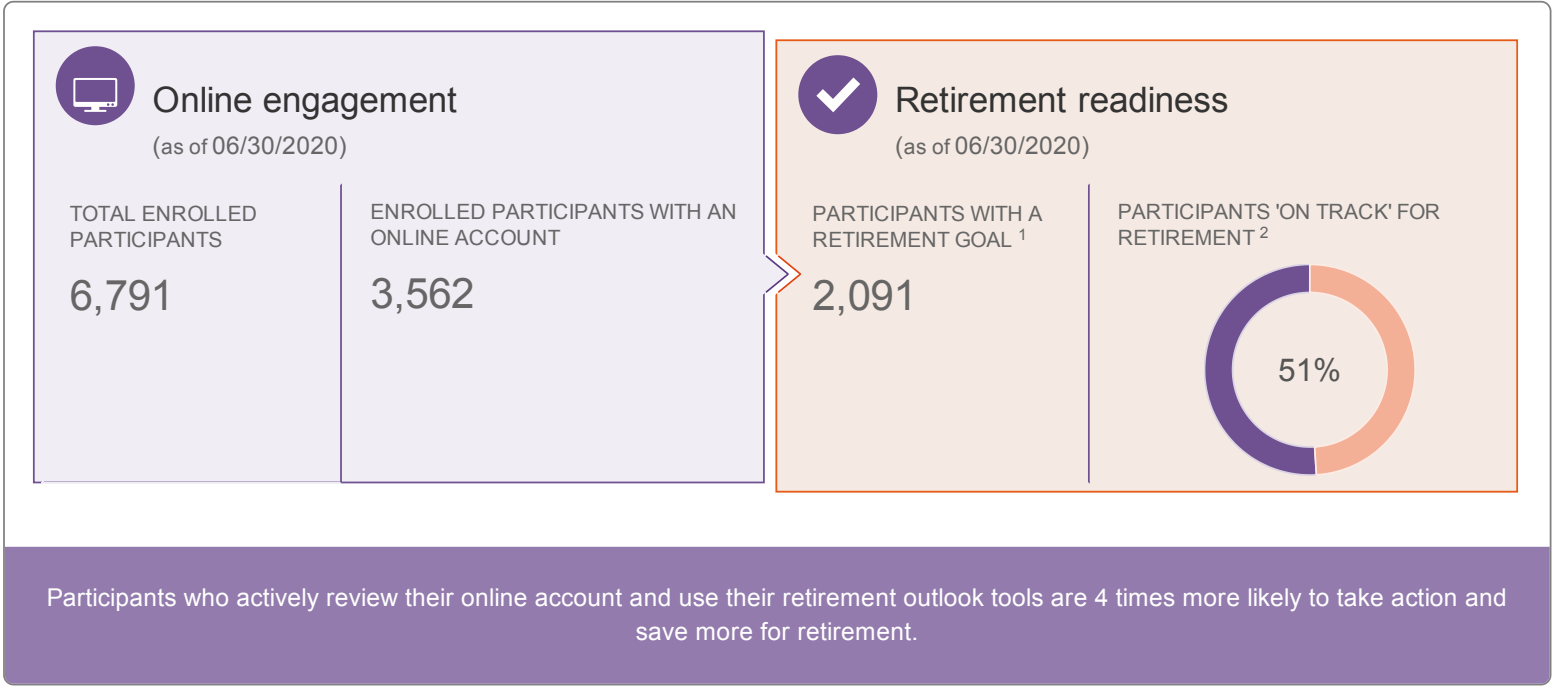 Online engagement
(as of 06/30/2020)
TOTAL ENROLLED
PARTICIPANTS
6,791
ENROLLED PARTICIPANTS WITH AN
ONLINE ACCOUNT
3,562
Retirement readiness
(as of 06/30/2020)
PARTICIPANTS WITH A
RETIREMENT GOAL 1
2,091
PARTICIPANTS 'ON TRACK' FOR
RETIREMENT 2
51%
Participants who actively review their online account and use their retirement outlook tools are 4 times more likely to take action and
save more for retirement.